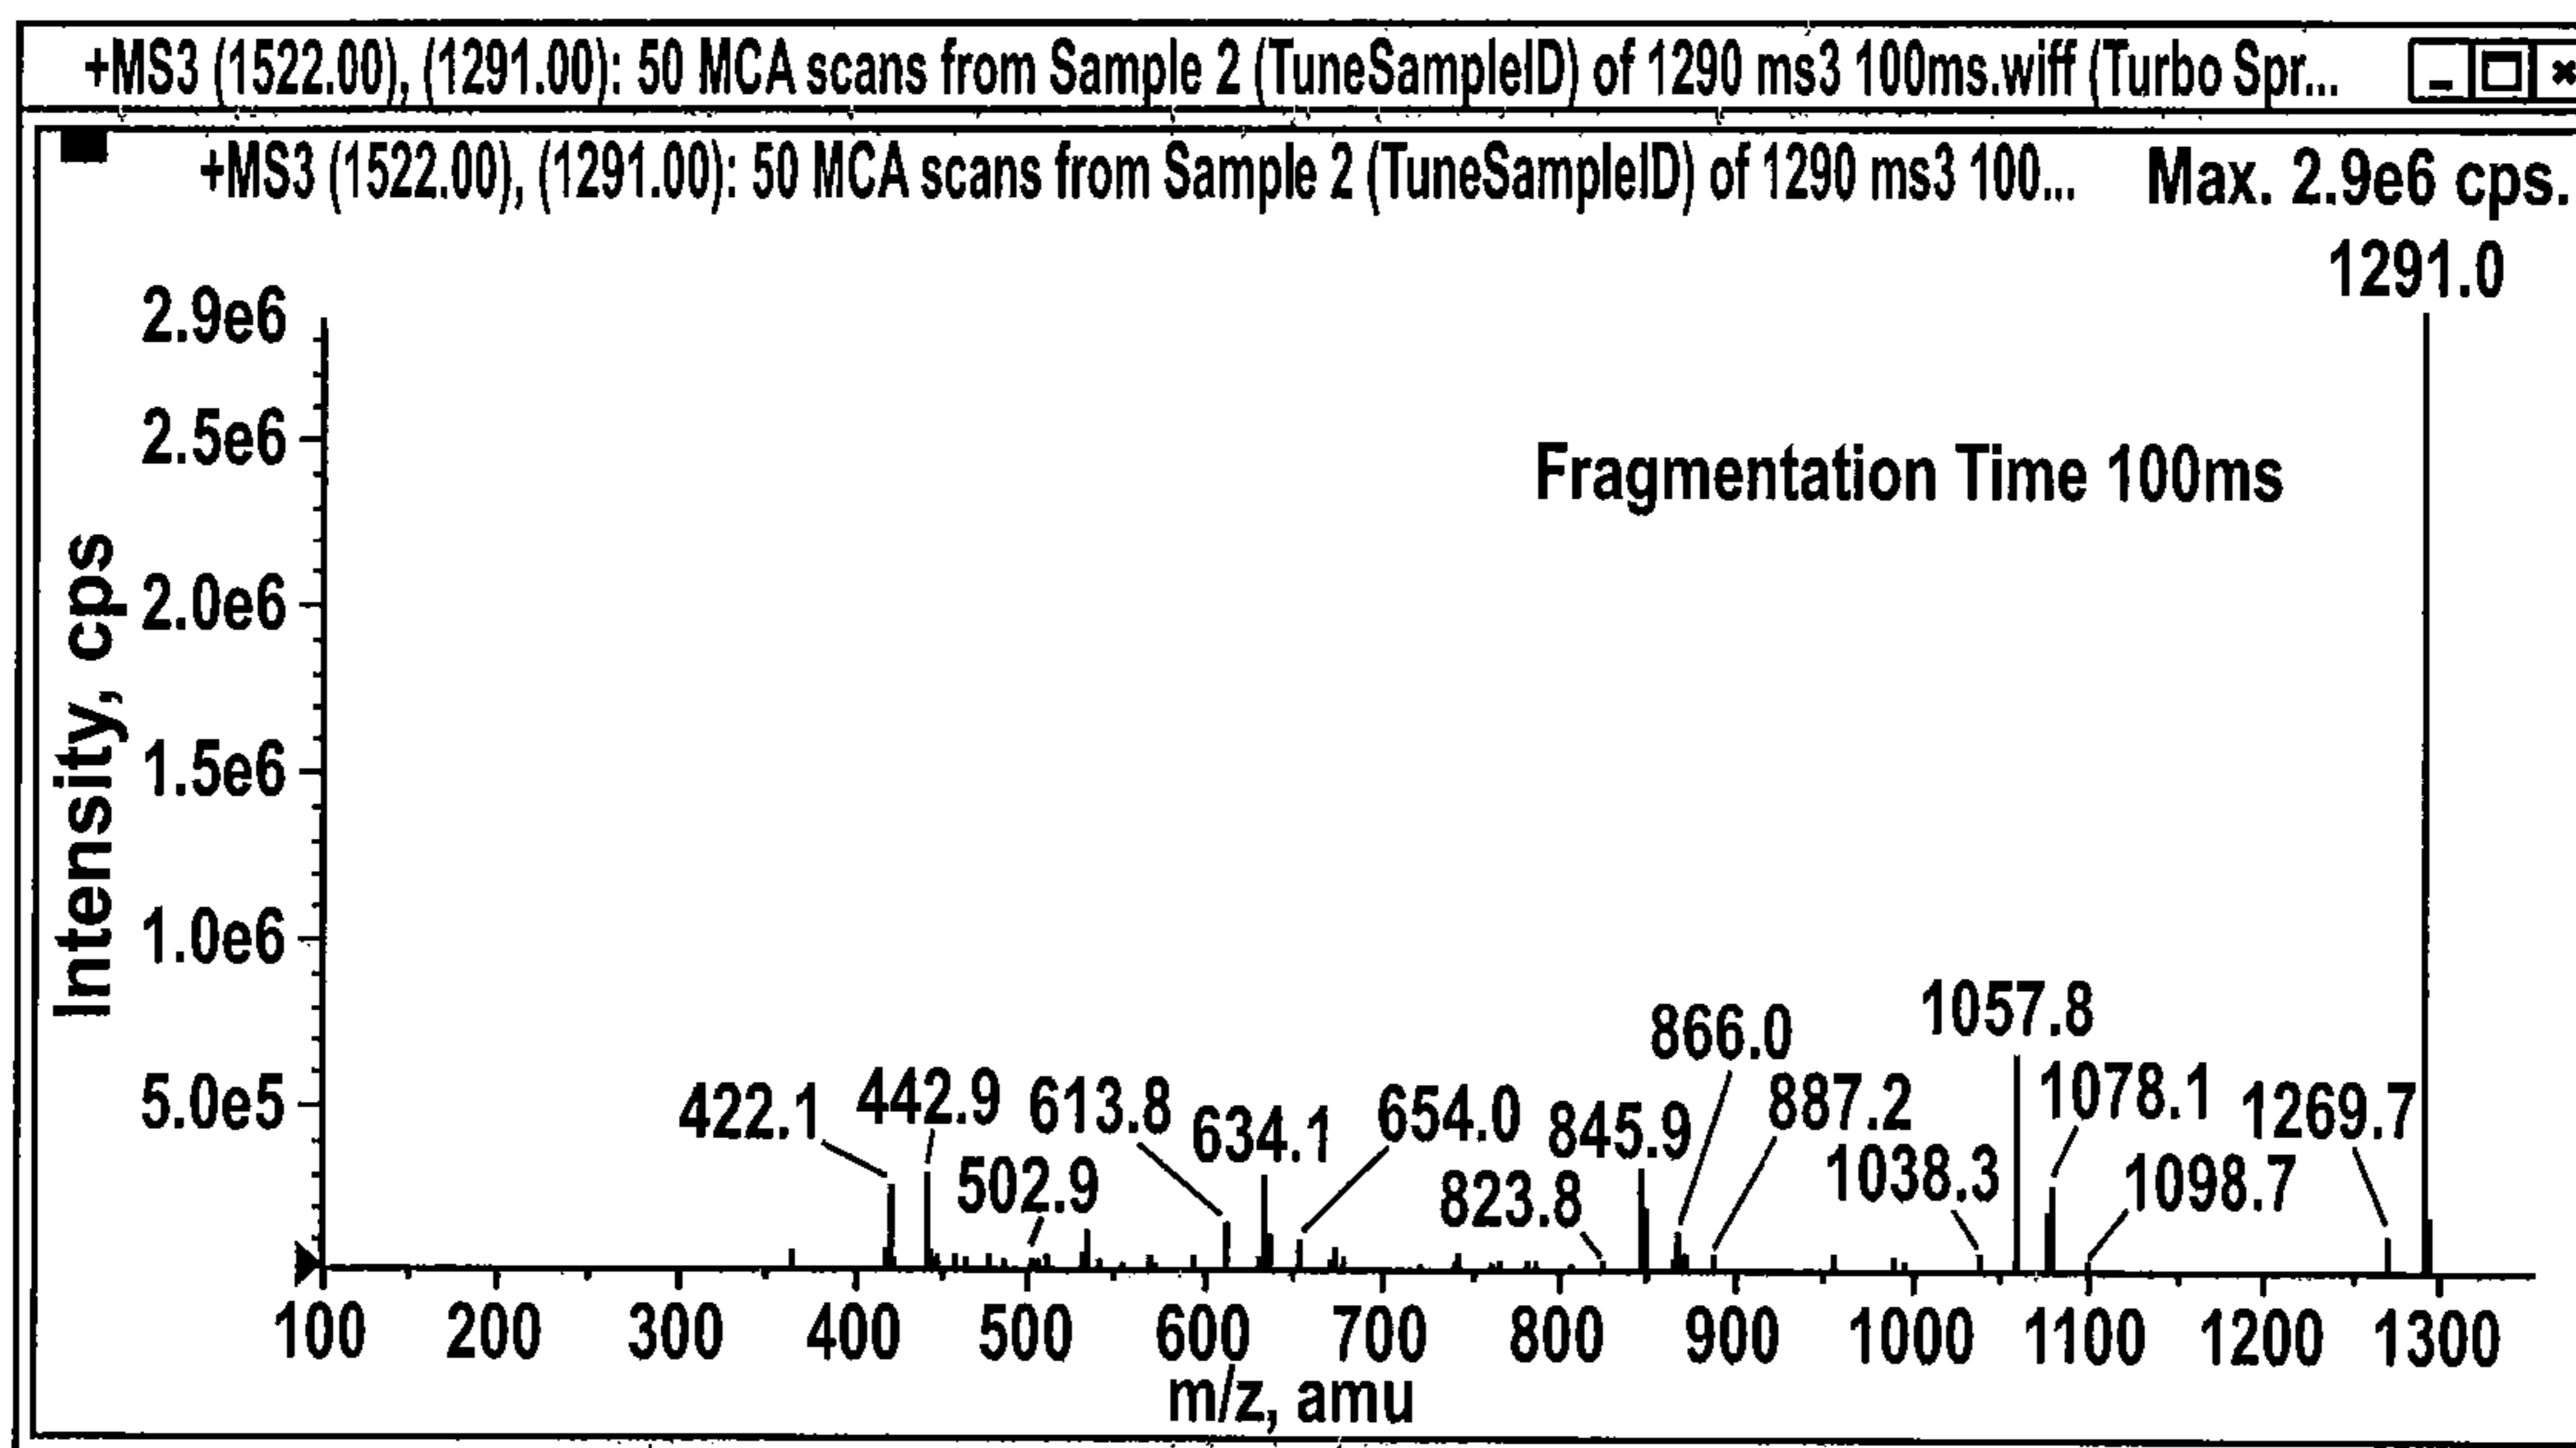 +MS3 (1522.00), (1291.00): 50 MCA scans from Sample 2 (TuneSampleID) of 1290 ms3 100ms.wiff (Turbo Spr...
+MS3 (1522.00), (1291.00): 50 MCA scans from Sample 2 (TuneSampleID) of 1290 ms3 100... Max. 2.9e6 cps.
1291.0
2.9e6
2.5e6
Fragmentation Time 100ms
2.0e6
1.5e6
1.0e6
5.0e5
Intensity, cps
422.1
442.9
502.9
613.8
634.1
654.0
823.8
845.9
866.0
887.2
1038.3
1057.8
1078.1
1098.7
1269.7
100 200 300 400 500 600 700 800 900 1000 1100 1200 1300
m/z, amu